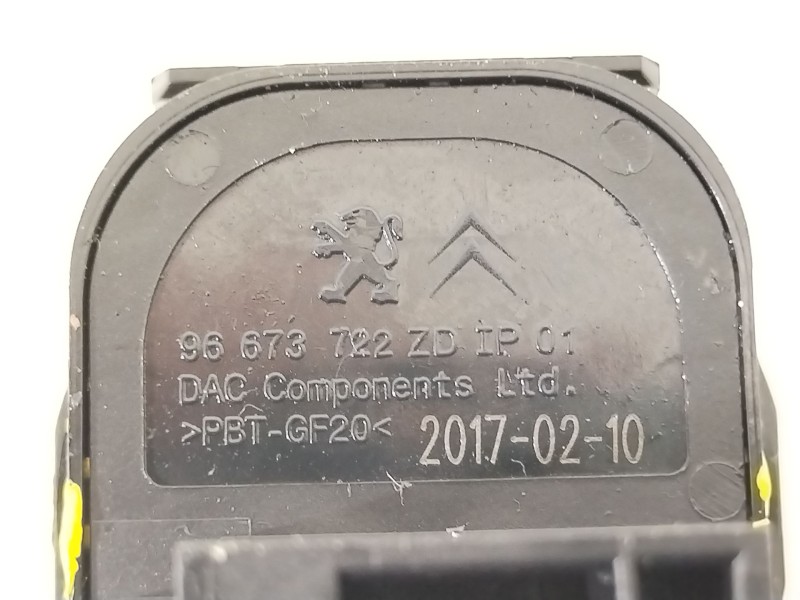 96 673 722 ZD IP 01
DAC Components Ltd.
>PBT-GF20<
2017-02-10